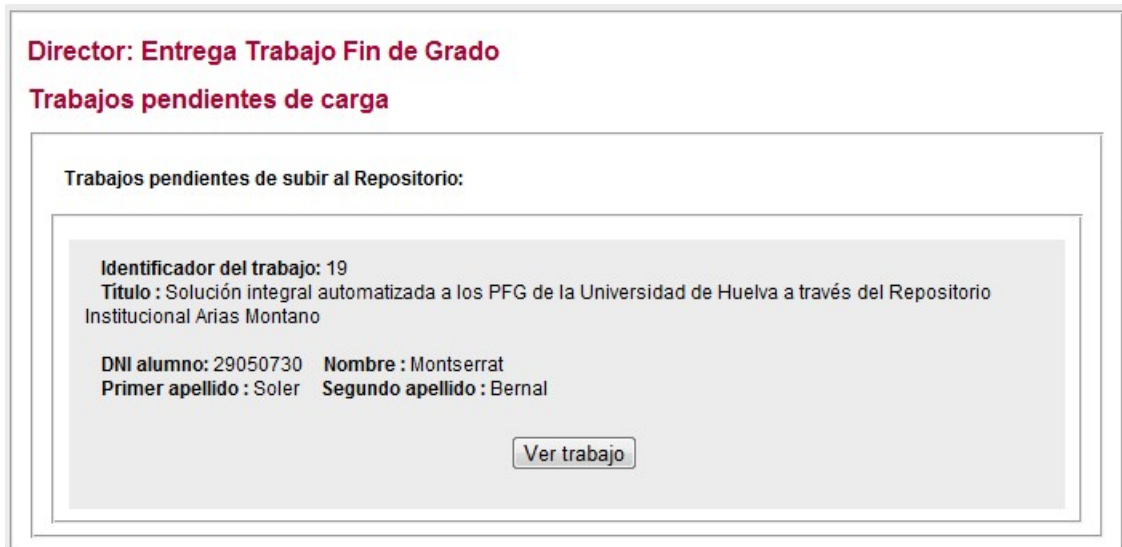 Director: Entrega Trabajo Fin de Grado
Trabajos pendientes de carga
Trabajos pendientes de subir al Repositorio:
Identificador del trabajo: 19
Título : Solución integral automatizada a los PFG de la Universidad de Huelva a través del Repositorio
Institucional Arias Montano
DNI alumno: 29050730 Nombre : Montserrat
Primer apellido : Soler Segundo apellido : Bernal
Ver trabajo